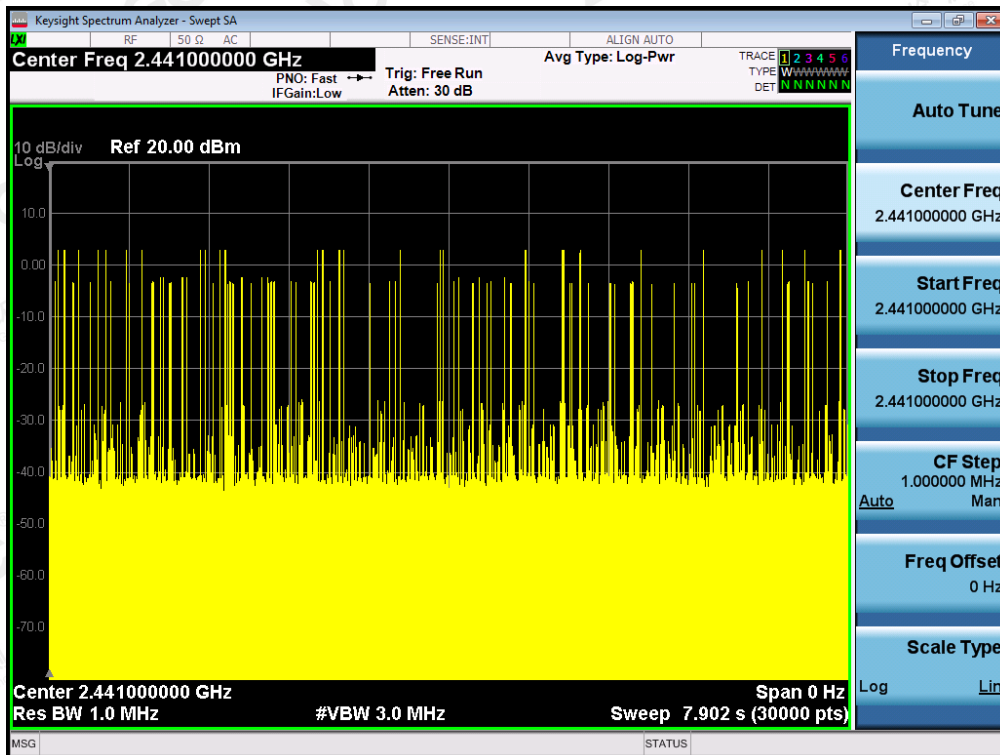 Keysight Spectrum Analyzer - Swept SA
LXI RF 50 Ω AC SENSE:INT ALIGN AUTO
Center Freq 2.441000000 GHz
PNO: Fast
IFGain:Low
Trig: Free Run
Atten: 30 dB
Avg Type: Log-Pwr
TRACE 1 2 3 4 5 6
TYPE WWWWWWW
DET N N N N N N
10 dB/div Ref 20.00 dBm
Log
10.0
0.00
-10.0
-20.0
-30.0
-40.0
-50.0
-60.0
-70.0
Center 2.441000000 GHz Span 0 Hz
Res BW 1.0 MHz #VBW 3.0 MHz Sweep 7.902 s (30000 pts)
MSG STATUS
Frequency
Auto Tune
Center Freq
2.441000000 GHz
Start Freq
2.441000000 GHz
Stop Freq
2.441000000 GHz
CF Step
1.000000 MHz
Auto Man
Freq Offset
0 Hz
Scale Type
Log Lin